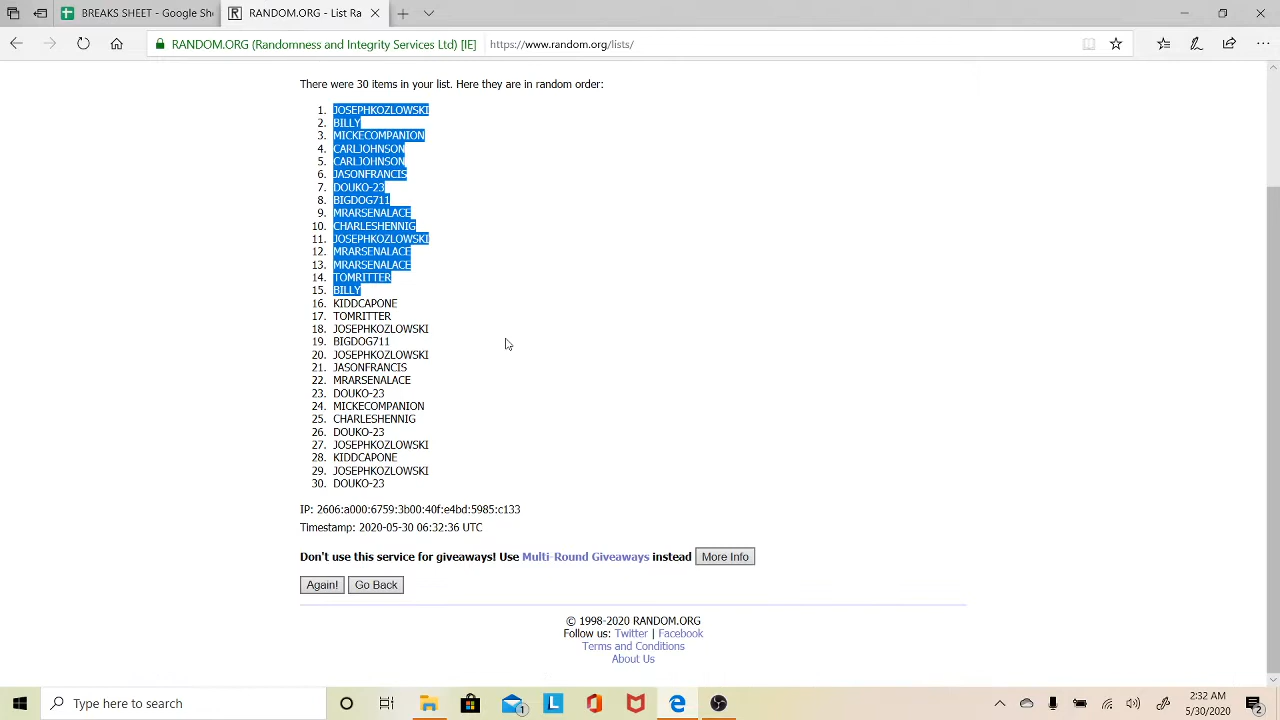 BREAKS SHEET - Google Sh
RANDOM.ORG - List Ra
RANDOM.ORG (Randomness and Integrity Services Ltd) [IE]
https://www.random.org/lists/
There were 30 items in your list. Here they are in random order:
1. JOSEPHKOZLOWSKI
2. BILLY
3. MICKECOMPANION
4. CARLJOHNSON
5. CARLJOHNSON
6. JASONFRANCIS
7. DOUKO-23
8. BIGDOG711
9. MRARSENALACE
10. CHARLESHENNIG
11. JOSEPHKOZLOWSKI
12. MRARSENALACE
13. MRARSENALACE
14. TOMRITTER
15. BILLY
16. KIDDCAPONE
17. TOMRITTER
18. JOSEPHKOZLOWSKI
19. BIGDOG711
20. JOSEPHKOZLOWSKI
21. JASONFRANCIS
22. MRARSENALACE
23. DOUKO-23
24. MICKECOMPANION
25. CHARLESHENNIG
26. DOUKO-23
27. JOSEPHKOZLOWSKI
28. KIDDCAPONE
29. JOSEPHKOZLOWSKI
30. DOUKO-23
IP: 2606:a000:6759:3b00:40f:e4bd:5985:c133
Timestamp: 2020-05-30 06:32:36 UTC
Don't use this service for giveaways! Use Multi-Round Giveaways instead More Info
Again! Go Back
© 1998-2020 RANDOM.ORG
Follow us: Twitter | Facebook
Terms and Conditions
About Us
Type here to search
2:32 AM
5/30/2020